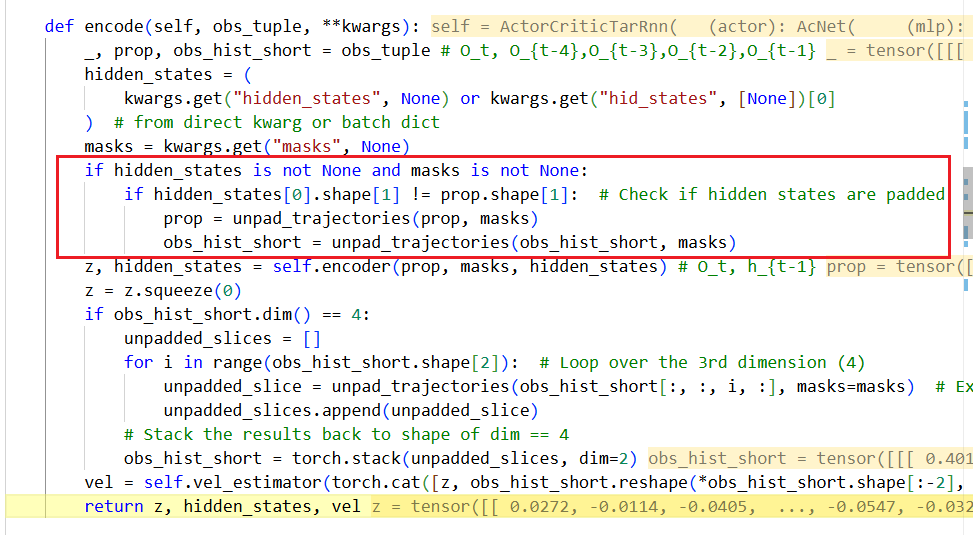 def encode(self, obs_tuple, **kwargs): self = ActorCriticTarRnn( (actor): AcNet( (mlp):
    _, prop, obs_hist_short = obs_tuple # O_t, O_{t-4},O_{t-3},O_{t-2},O_{t-1} _ = tensor([[[
    hidden_states = (
        kwargs.get("hidden_states", None) or kwargs.get("hid_states", [None])[0]
    )  # from direct kwarg or batch dict
    masks = kwargs.get("masks", None)
    if hidden_states is not None and masks is not None:
        if hidden_states[0].shape[1] != prop.shape[1]:  # Check if hidden states are padded
            prop = unpad_trajectories(prop, masks)
            obs_hist_short = unpad_trajectories(obs_hist_short, masks)
    z, hidden_states = self.encoder(prop, masks, hidden_states) # O_t, h_{t-1} prop = tensor([
    z = z.squeeze(0)
    if obs_hist_short.dim() == 4:
        unpadded_slices = []
        for i in range(obs_hist_short.shape[2]):  # Loop over the 3rd dimension (4)
            unpadded_slice = unpad_trajectories(obs_hist_short[:, :, i, :], masks=masks)  # Ex
            unpadded_slices.append(unpadded_slice)
        # Stack the results back to shape of dim == 4
        obs_hist_short = torch.stack(unpadded_slices, dim=2) obs_hist_short = tensor([[[ 0.401
    vel = self.vel_estimator(torch.cat([z, obs_hist_short.reshape(*obs_hist_short.shape[:-2],
    return z, hidden_states, vel z = tensor([[ 0.0272, -0.0114, -0.0405,  ..., -0.0547, -0.032